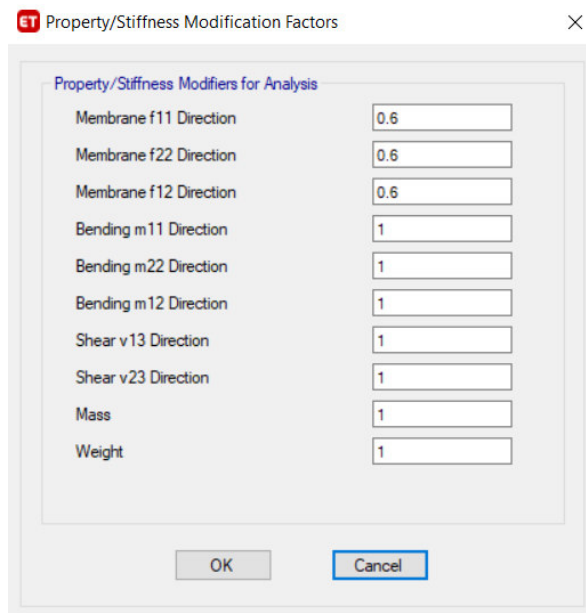 ET Property/Stiffness Modification Factors
Property/Stiffness Modifiers for Analysis
Membrane f11 Direction 0.6
Membrane f22 Direction 0.6
Membrane f12 Direction 0.6
Bending m11 Direction 1
Bending m22 Direction 1
Bending m12 Direction 1
Shear v13 Direction 1
Shear v23 Direction 1
Mass 1
Weight 1
OK Cancel